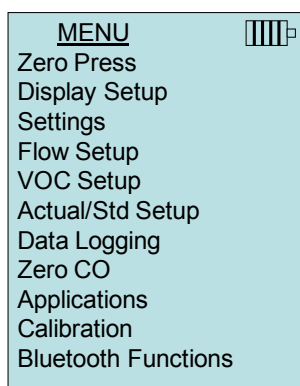 MENU
Zero Press
Display Setup
Settings
Flow Setup
VOC Setup
Actual/Std Setup
Data Logging
Zero CO
Applications
Calibration
Bluetooth Functions